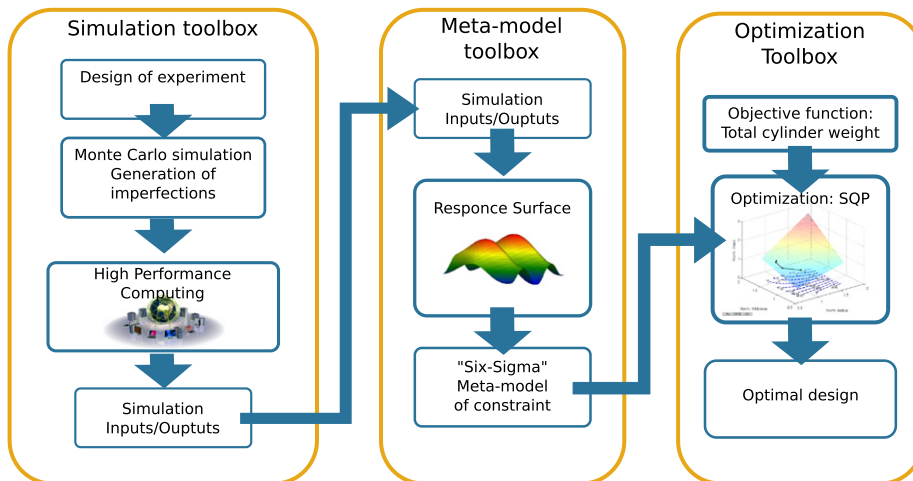 Simulation toolbox
Design of experiment
Monte Carlo simulation
Generation of
imperfections
High Performance
Computing
Simulation
Inputs/Ouptuts
Meta-model
toolbox
Simulation
Inputs/Ouptuts
Responce Surface
"Six-Sigma"
Meta-model
of constraint
Optimization
Toolbox
Objective function:
Total cylinder weight
Optimization: SQP
Optimal design